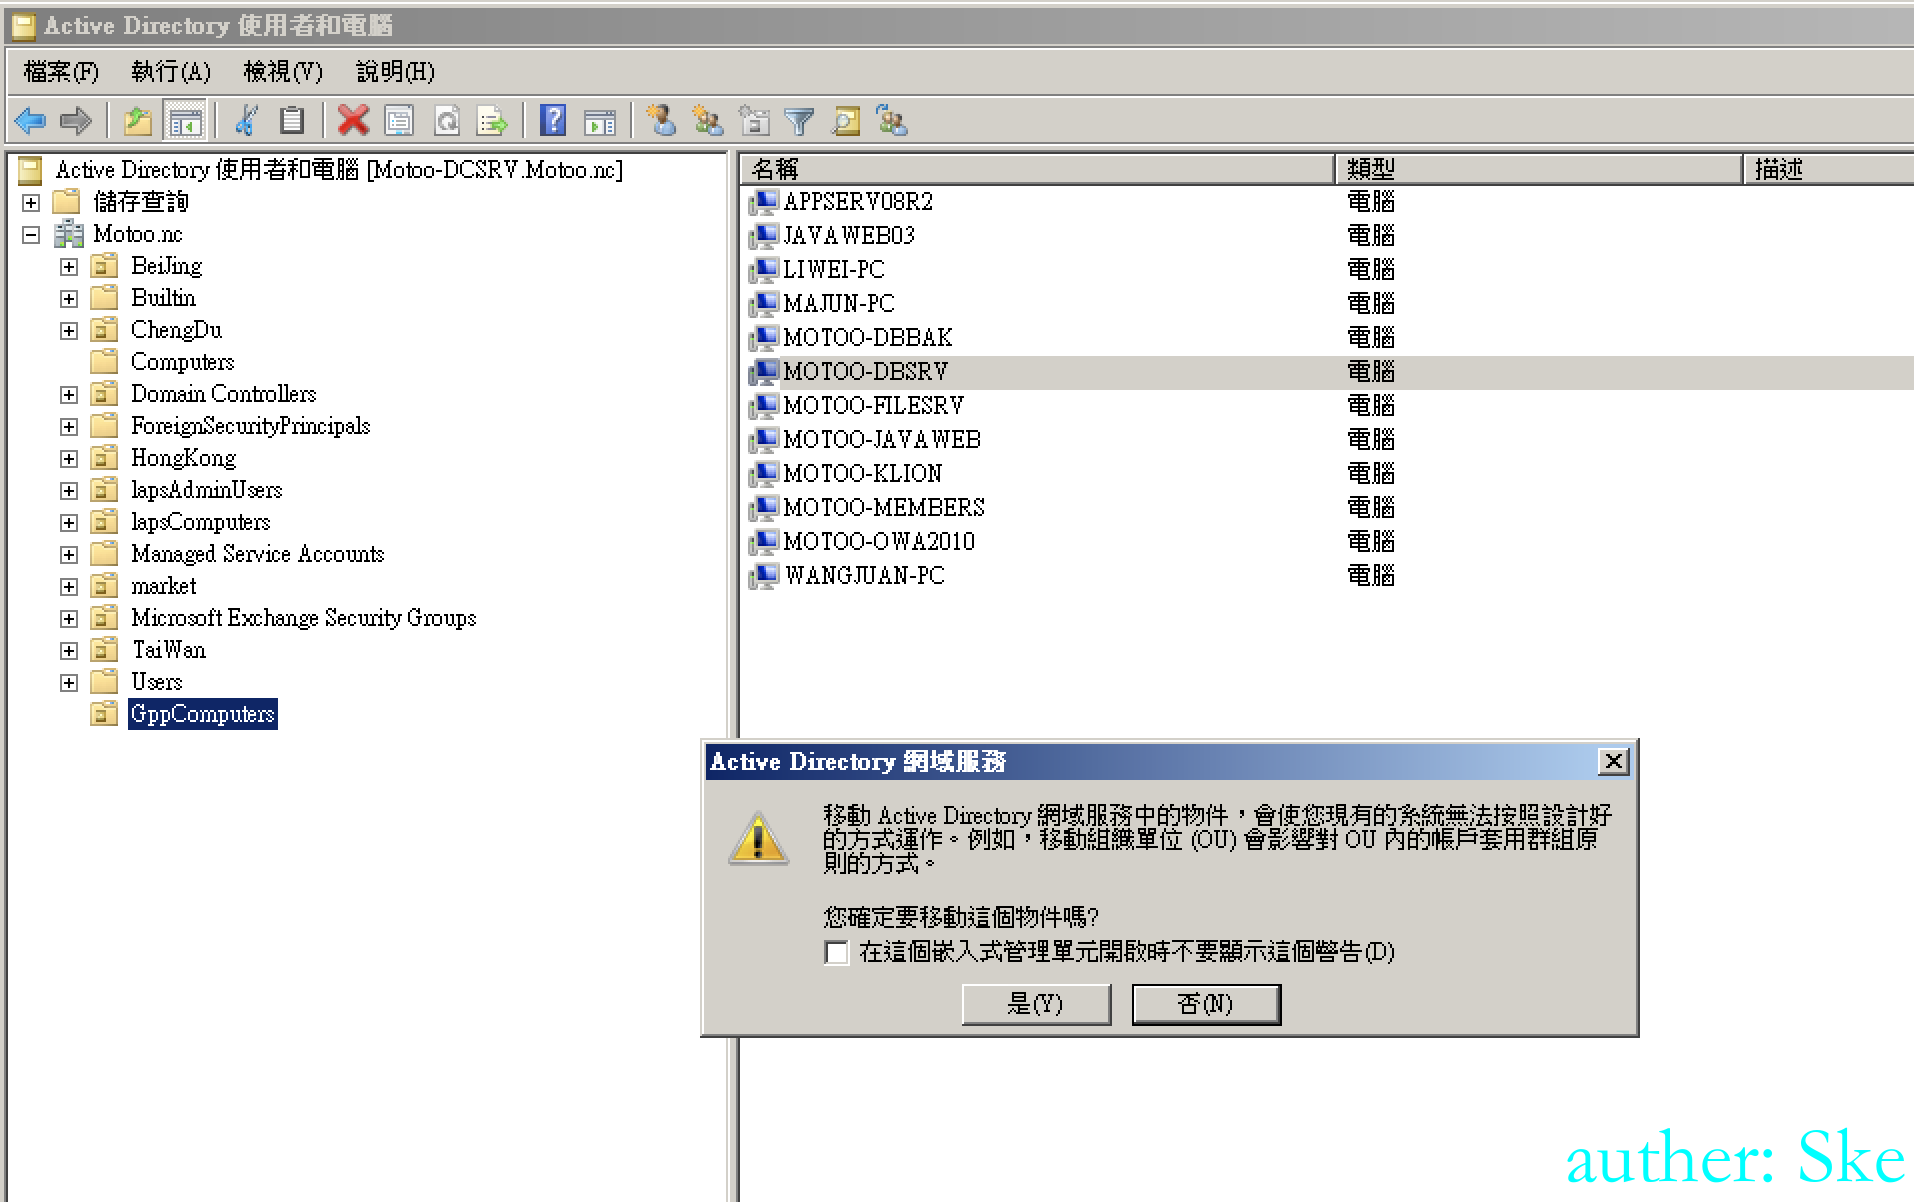 Active Directory 使用者和電腦
檔案(F) 執行(A) 檢視(V) 說明(H)
Active Directory 使用者和電腦 [Motoo-DCSRV.Motoo.nc]
儲存查詢
Motoo.nc
BeiJing
Builtin
ChengDu
Computers
Domain Controllers
ForeignSecurityPrincipals
HongKong
lapsAdminUsers
lapsComputers
Managed Service Accounts
market
Microsoft Exchange Security Groups
TaiWan
Users
GppComputers
名稱 類型 描述
APPSERV08R2 電腦
JAVAWEB03 電腦
LIWEI-PC 電腦
MAJUN-PC 電腦
MOTOO-DBBAK 電腦
MOTOO-DBSRV 電腦
MOTOO-FILESRV 電腦
MOTOO-JAVAWEB 電腦
MOTOO-KLION 電腦
MOTOO-MEMBERS 電腦
MOTOO-OWA2010 電腦
WANGJUAN-PC 電腦
Active Directory 網域服務
移動 Active Directory 網域服務中的物件，會使您現有的系統無法按照設計好
的方式運作。例如，移動組織單位 (OU) 會影響對 OU 內的帳戶套用群組原
則的方式。
您確定要移動這個物件嗎?
在這個嵌入式管理單元開啟時不要顯示這個警告(D)
是(Y) 否(N)
auther: Ske